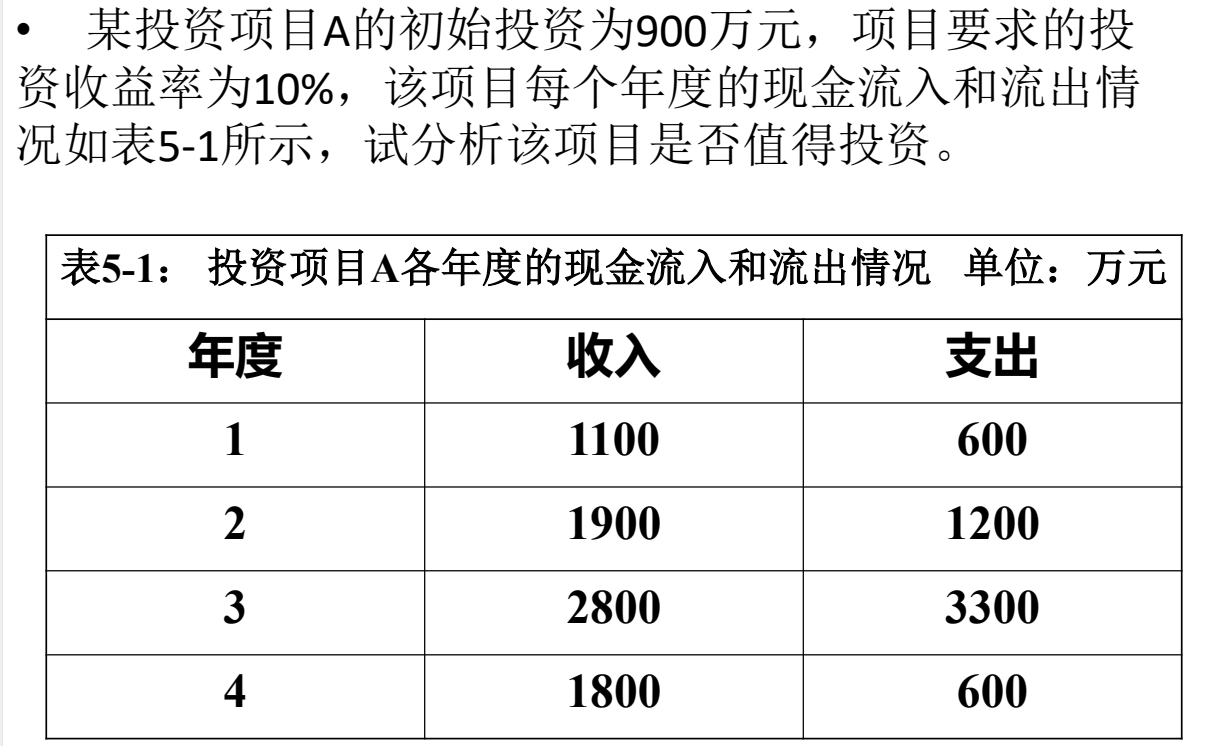 • 某投资项目A的初始投资为900万元，项目要求的投
资收益率为10%，该项目每个年度的现金流入和流出情
况如表5-1所示，试分析该项目是否值得投资。
表5-1： 投资项目A各年度的现金流入和流出情况 单位：万元
年度 收入 支出
1 1100 600
2 1900 1200
3 2800 3300
4 1800 600